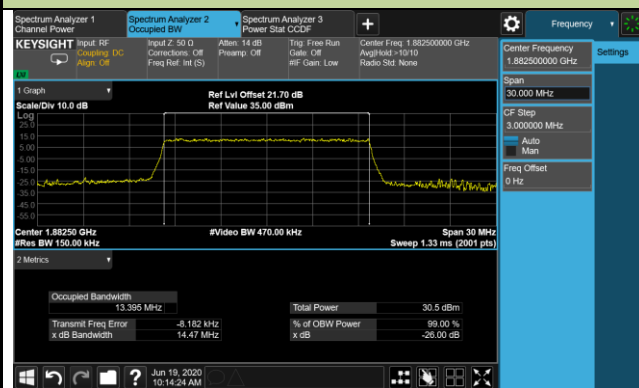 Spectrum Analyzer 1
Channel Power
Spectrum Analyzer 2
Occupied BW
Spectrum Analyzer 3
Power Stat CCDF
Frequency
KEYSIGHT
Input: RF
Coupling: DC
Align: Off
Input Z: 50 Ω
Corrections: Off
Freq Ref: Int (S)
Atten: 14 dB
Preamp: Off
Trig: Free Run
Gate: Off
#IF Gain: Low
Center Freq: 1.882500000 GHz
Avg|Hold:>10/10
Radio Std: None
LXI
Center Frequency
1.882500000 GHz
Settings
Span
30.000 MHz
CF Step
3.000000 MHz
Auto
Man
Freq Offset
0 Hz
1 Graph
Scale/Div 10.0 dB
Ref Lvl Offset 21.70 dB
Ref Value 35.00 dBm
Log
25.0
15.0
5.00
-5.00
-15.0
-25.0
-35.0
-45.0
-55.0
Center 1.88250 GHz
#Res BW 150.00 kHz
#Video BW 470.00 kHz
Span 30 MHz
Sweep 1.33 ms (2001 pts)
2 Metrics
Occupied Bandwidth
13.395 MHz
Total Power 30.5 dBm
Transmit Freq Error -8.182 kHz
% of OBW Power 99.00 %
x dB Bandwidth 14.47 MHz
x dB -26.00 dB
Jun 19, 2020
10:14:24 AM